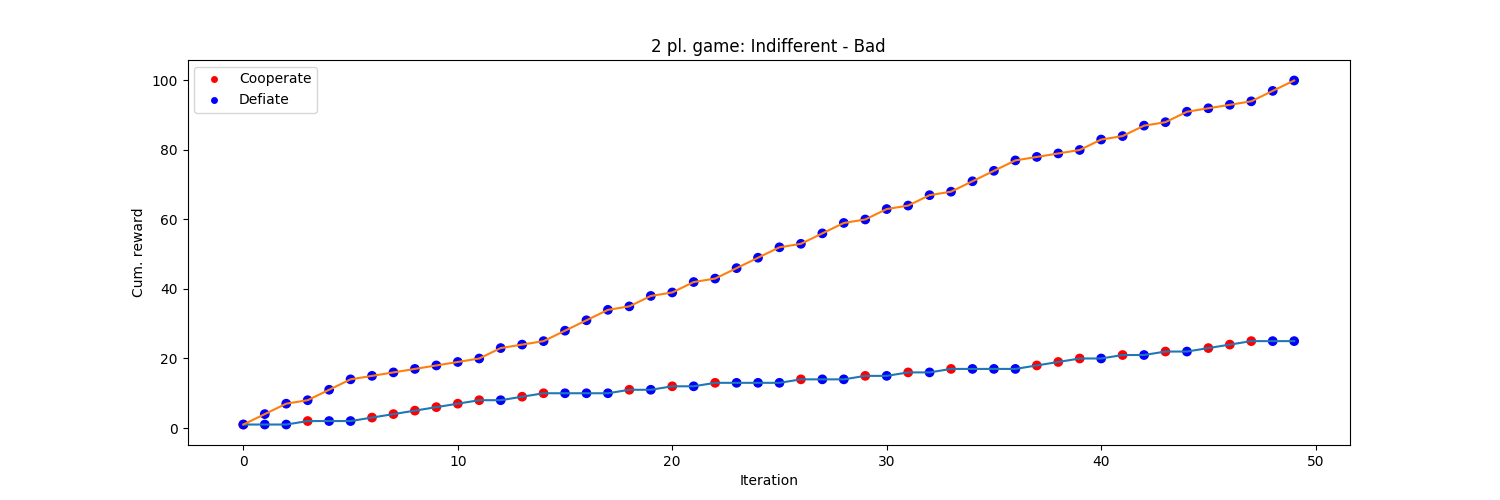 2 pl. game: Indifferent - Bad
Cooperate
Defiate
100
80
60
40
20
0
Cum. reward
0 10 20 30 40 50
Iteration